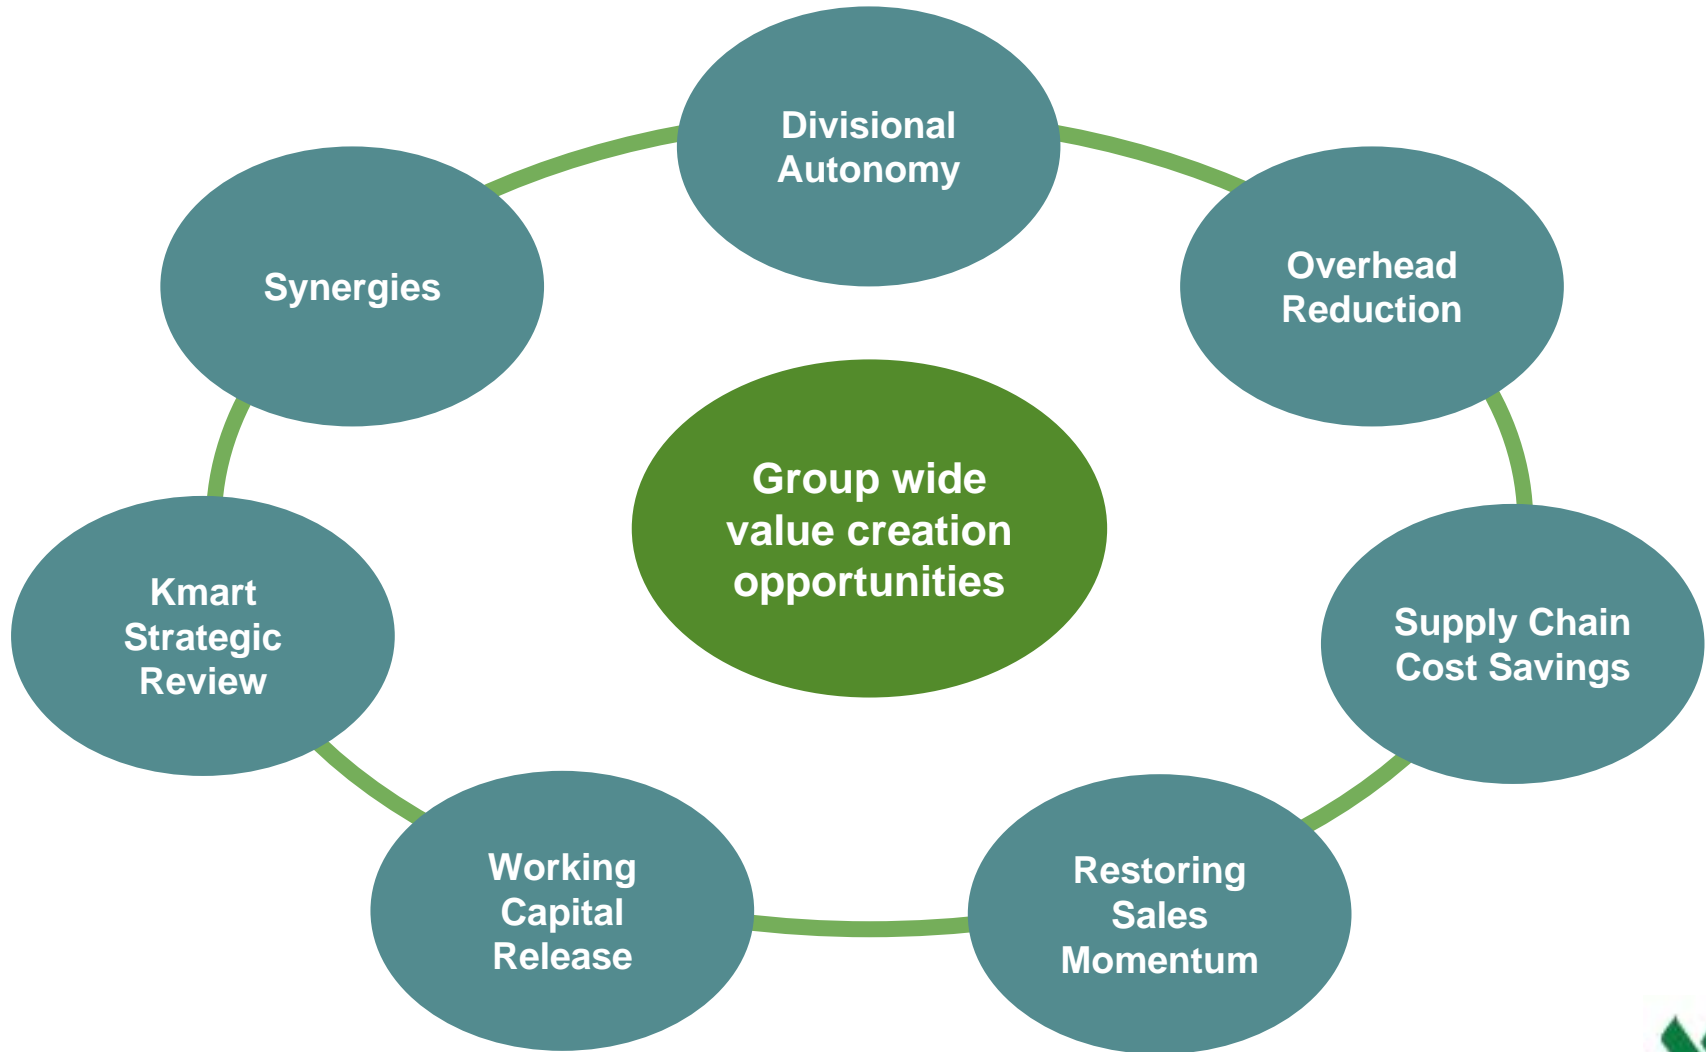 Divisional
Autonomy
Overhead
Reduction
Synergies
Group wide
value creation
opportunities
Supply Chain
Cost Savings
Kmart
Strategic
Review
Restoring
Sales
Momentum
Working
Capital
Release